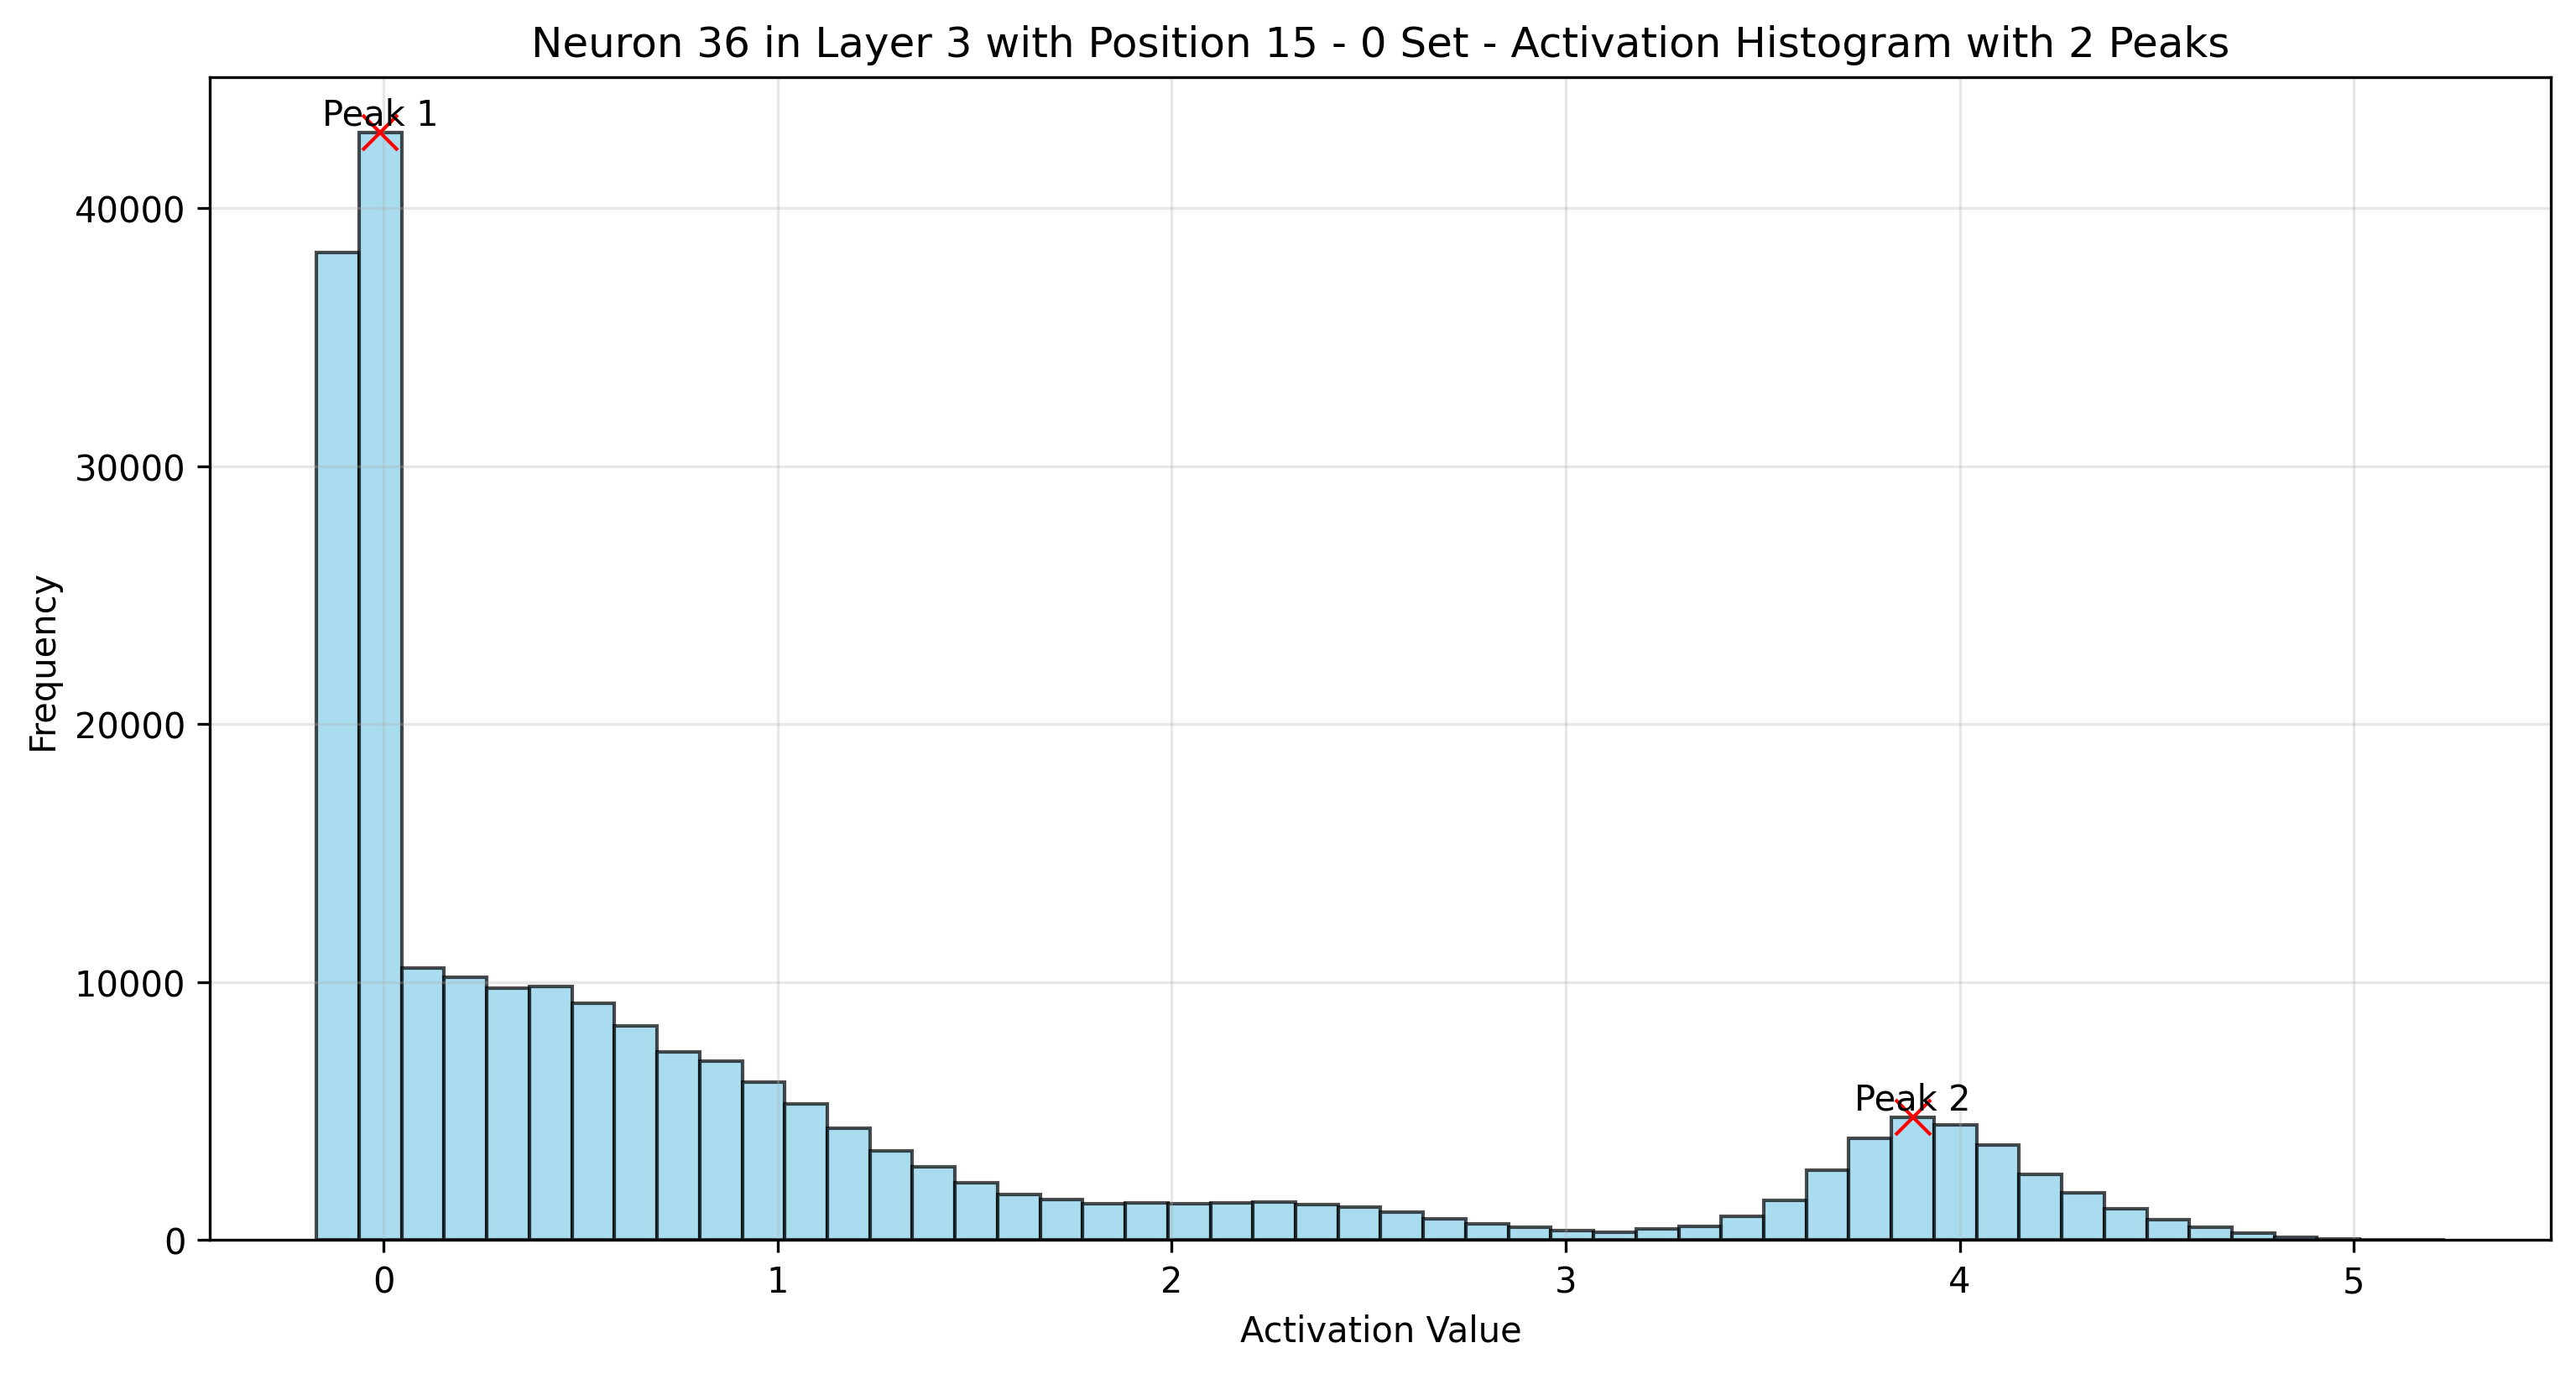 Neuron 36 in Layer 3 with Position 15 - 0 Set - Activation Histogram with 2 Peaks
Peak 1
40000
30000
Frequency
20000
10000
Peak 2
0
0 1 2 3 4 5
Activation Value